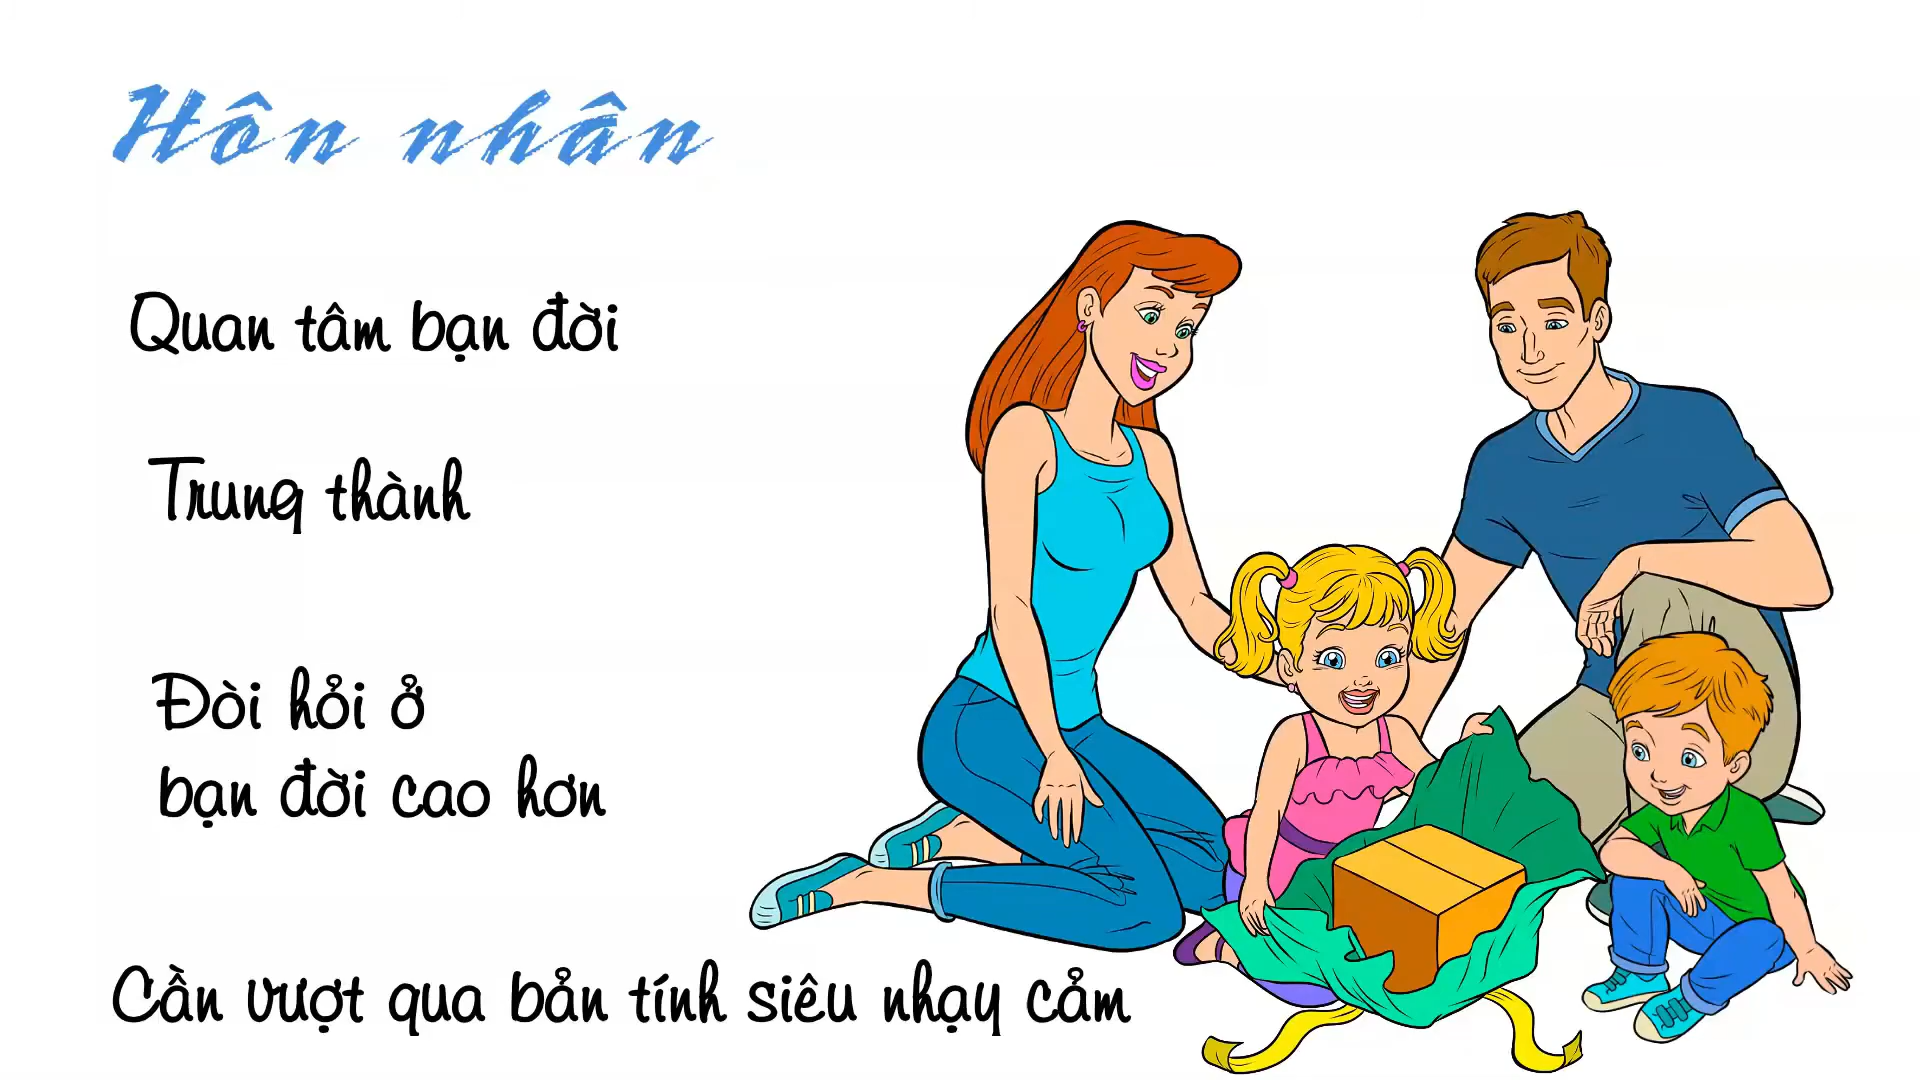 Hôn nhân
Quan tâm bạn đời
Trung thành
Đòi hỏi ở
bạn đời cao hơn
Cần vượt qua bản tính siêu nhạy cảm